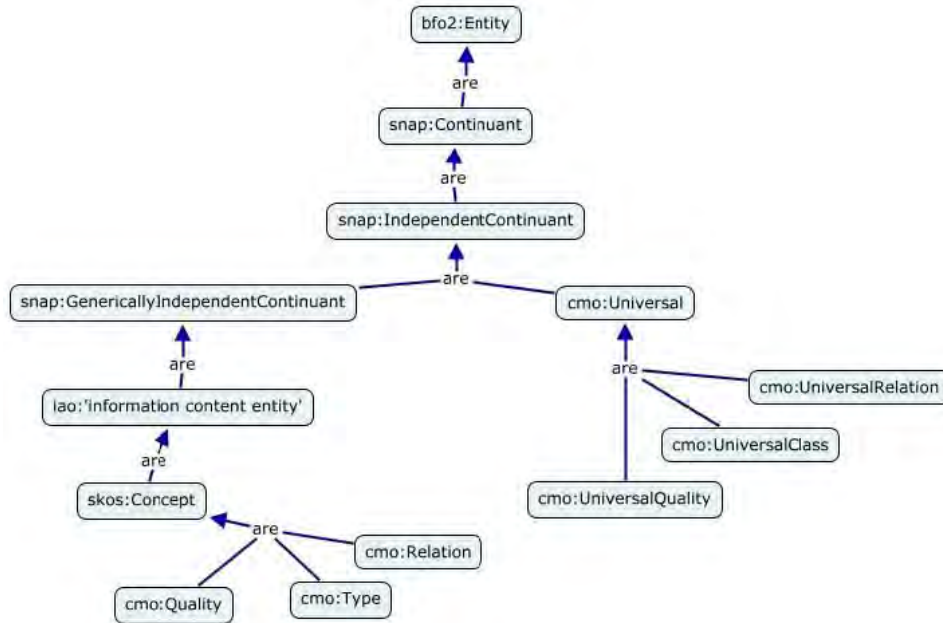 bfo2:Entity
are
snap:Continuant
are
snap:IndependentContinuant
are
snap:GenericallyIndependentContinuant
cmo:Universal
are
are
cmo:UniversalRelation
iao:'information content entity'
cmo:UniversalClass
are
skos:Concept
cmo:UniversalQuality
are
cmo:Relation
cmo:Quality
cmo:Type